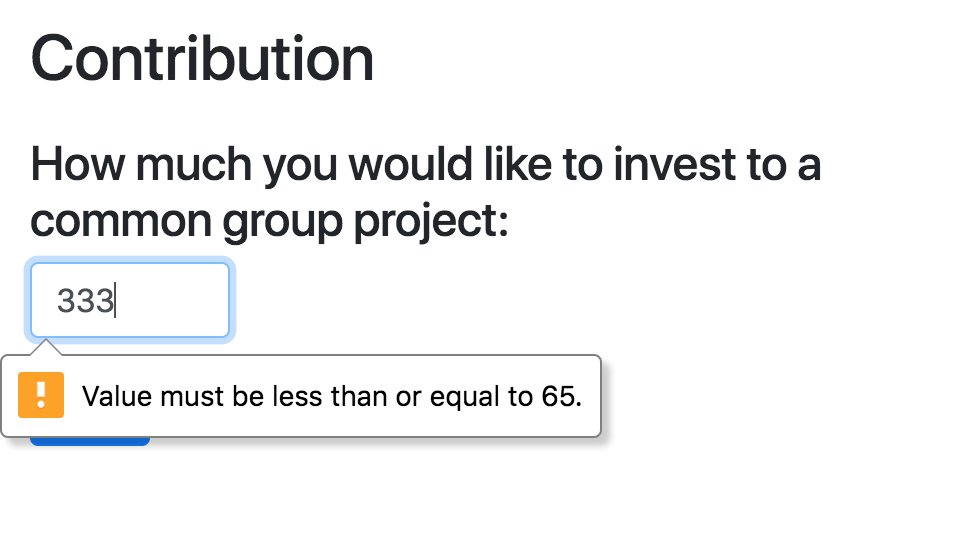 Contribution
How much you would like to invest to a
common group project:
333
Value must be less than or equal to 65.